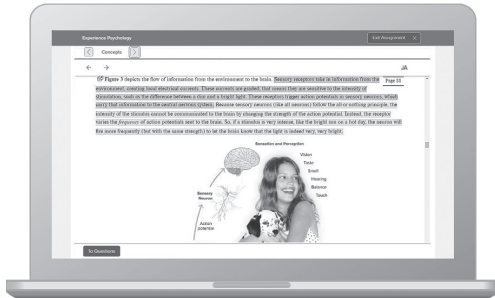 Experience Psychology
Exit Assignment X
Concepts
Figure 3 depicts the flow of information from the environment to the brain. Sensory receptors take in information from the
Page 55
environment, creating local electrical currents. These currents are graded; that means they are sensitive to the intensity of
stimulation, such as the difference between a dim and a bright light. These receptors trigger action potentials in sensory neurons, which
carry that information to the central nervous system. Because sensory neurons (like all neurons) follow the all-or-nothing principle, the
intensity of the stimulus cannot be communicated to the brain by changing the strength of the action potential. Instead, the receptor
varies the frequency of action potentials sent to the brain. So, if a stimulus is very intense, like the bright sun on a hot day, the neuron will
fire more frequently (but with the same strength) to let the brain know that the light is indeed very, very bright.
Sensation and Perception
Vision
Taste
Smell
Hearing
Balance
Touch
Sensory
Neuron
Action
potential
To Questions